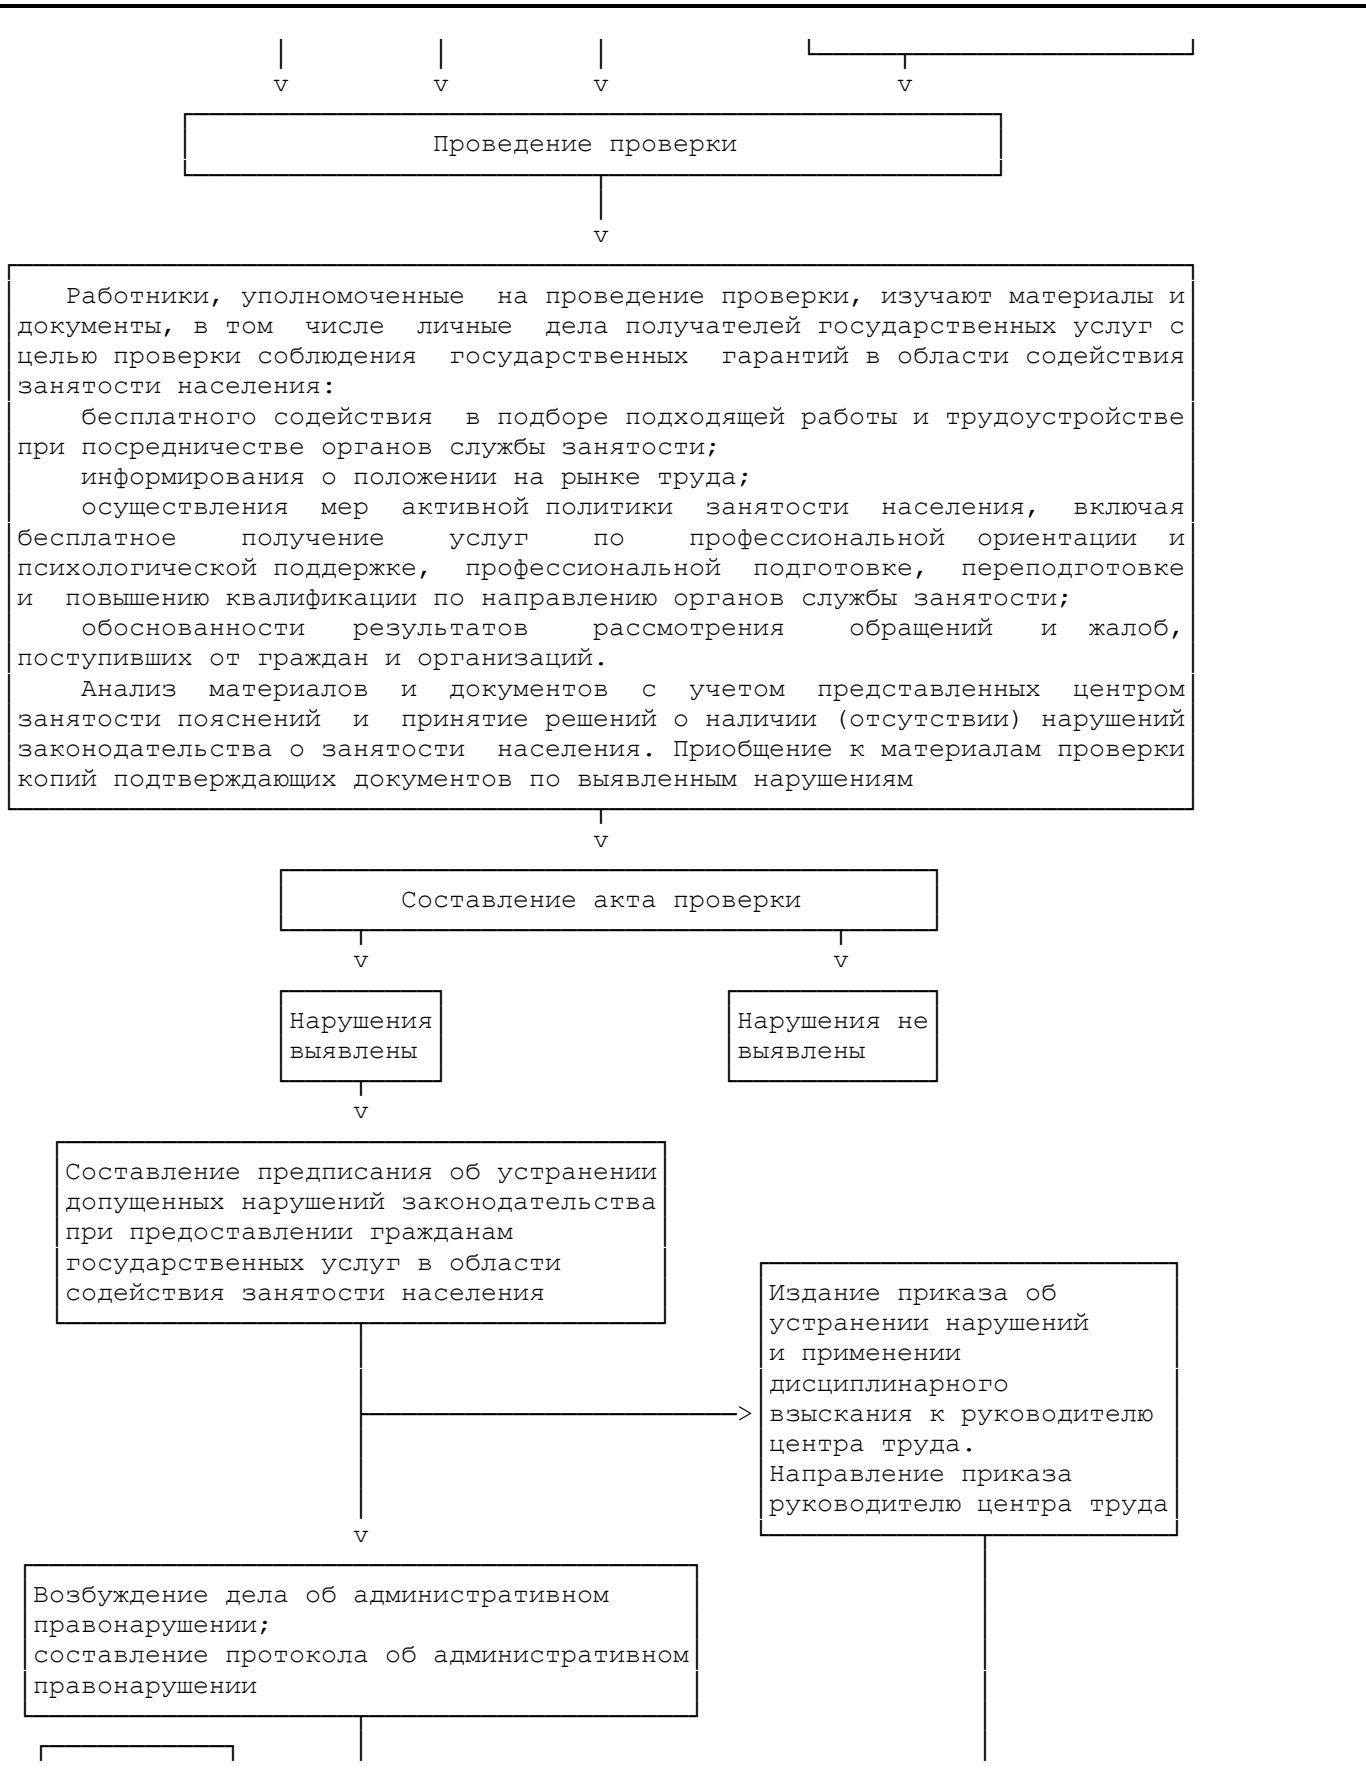 v v v v
Проведение проверки
v
Работники, уполномоченные на проведение проверки, изучают материалы и
документы, в том числе личные дела получателей государственных услуг с
целью проверки соблюдения государственных гарантий в области содействия
занятости населения:
бесплатного содействия в подборе подходящей работы и трудоустройстве
при посредничестве органов службы занятости;
информирования о положении на рынке труда;
осуществления мер активной политики занятости населения, включая
бесплатное получение услуг по профессиональной ориентации и
психологической поддержке, профессиональной подготовке, переподготовке
и повышению квалификации по направлению органов службы занятости;
обоснованности результатов рассмотрения обращений и жалоб,
поступивших от граждан и организаций.
Анализ материалов и документов с учетом представленных центром
занятости пояснений и принятие решений о наличии (отсутствии) нарушений
законодательства о занятости населения. Приобщение к материалам проверки
копий подтверждающих документов по выявленным нарушениям
v
Составление акта проверки
v v
Нарушения
выявлены
Нарушения не
выявлены
v
Составление предписания об устранении
допущенных нарушений законодательства
при предоставлении гражданам
государственных услуг в области
содействия занятости населения
>
Издание приказа об
устранении нарушений
и применении
дисциплинарного
взыскания к руководителю
центра труда.
Направление приказа
руководителю центра труда
v
Возбуждение дела об административном
правонарушении;
составление протокола об административном
правонарушении